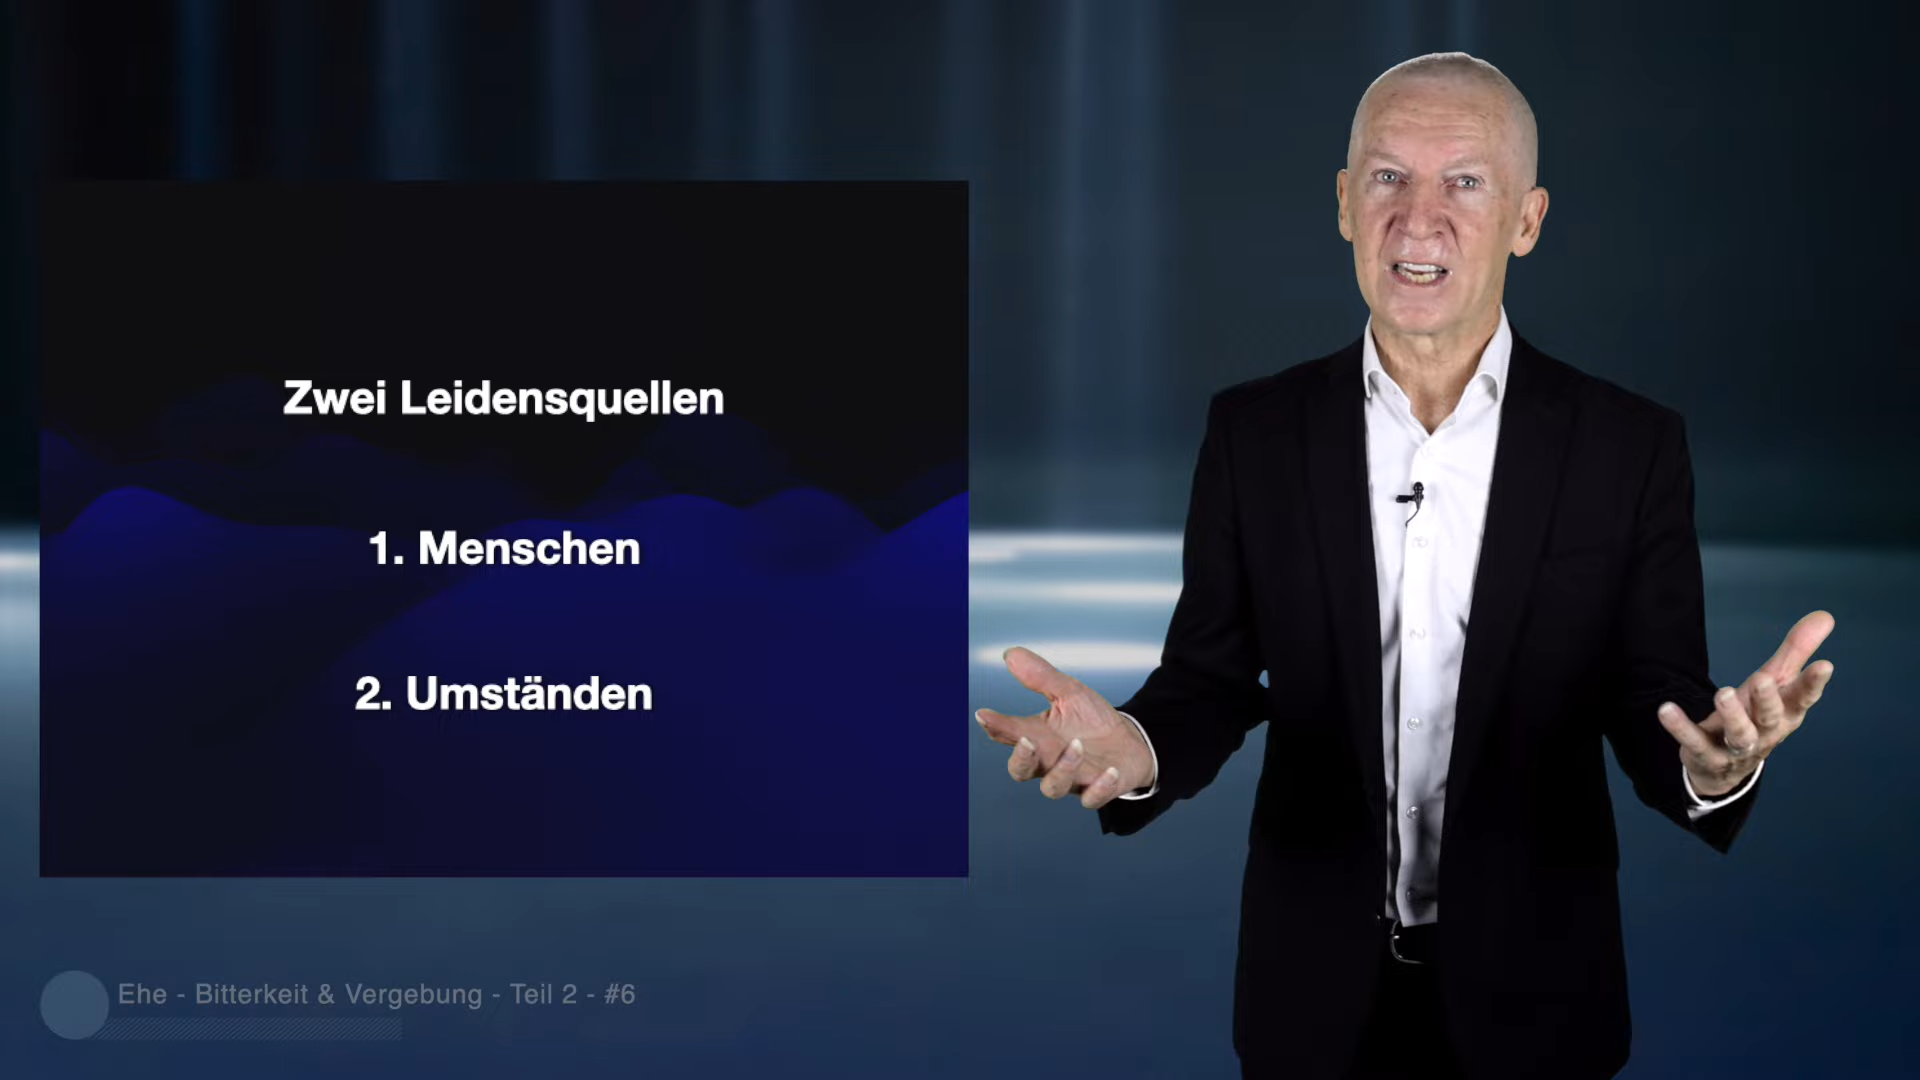 Zwei Leidensquellen
1. Menschen
2. Umständen
Ehe - Bitterkeit & Vergebung - Teil 2 - #6